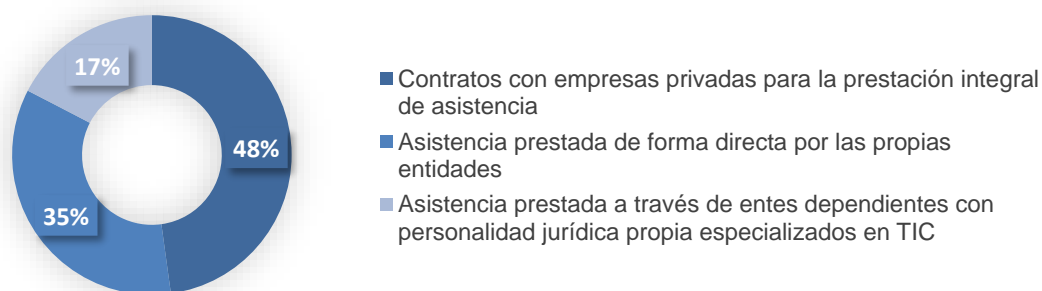 17%
48%
35%
Contratos con empresas privadas para la prestación integral
de asistencia
Asistencia prestada de forma directa por las propias
entidades
Asistencia prestada a través de entes dependientes con
personalidad jurídica propia especializados en TIC